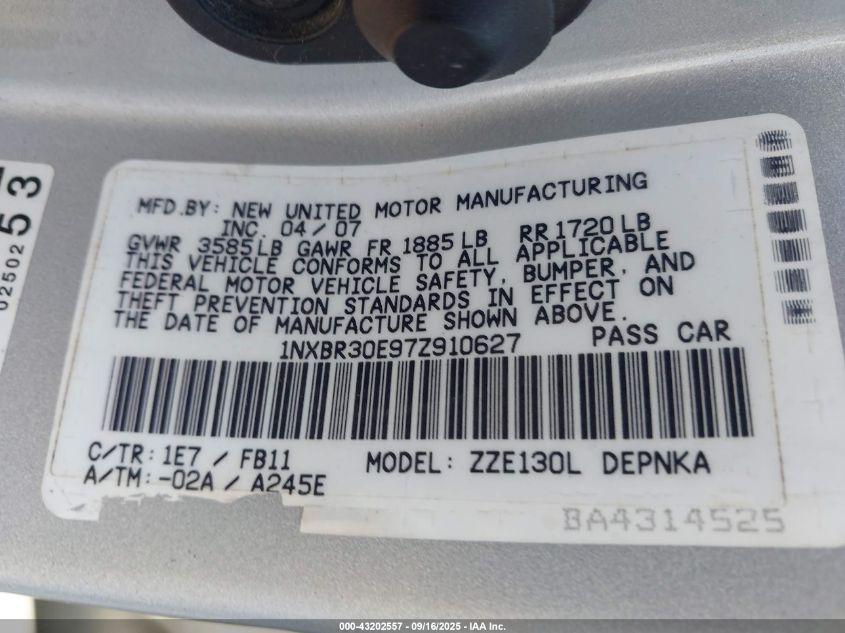 MFD.BY: NEW UNITED MOTOR MANUFACTURING
INC. 04/07
GVWR 3585LB GAWR FR 1885LB RR 1720LB
THIS VEHICLE CONFORMS TO ALL APPLICABLE
FEDERAL MOTOR VEHICLE SAFETY, BUMPER, AND
THEFT PREVENTION STANDARDS IN EFFECT ON
THE DATE OF MANUFACTURE SHOWN ABOVE.
1NXBR30E97Z910627 PASS CAR
C/TR: 1E7 / FB11 MODEL: ZZE130L DEPNKA
A/TM: -02A / A245E
BA4314525
02502
53
000-43202557 - 09/16/2025 - IAA Inc.